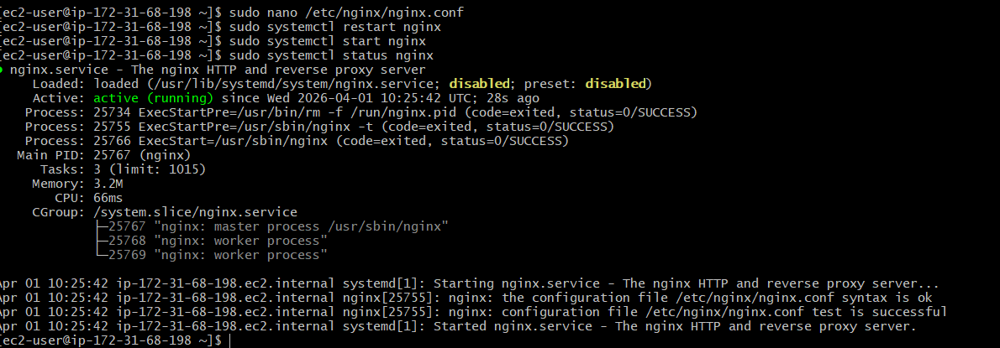 [ec2-user@ip-172-31-68-198 ~]$ sudo nano /etc/nginx/nginx.conf
[ec2-user@ip-172-31-68-198 ~]$ sudo systemctl restart nginx
[ec2-user@ip-172-31-68-198 ~]$ sudo systemctl start nginx
[ec2-user@ip-172-31-68-198 ~]$ sudo systemctl status nginx
● nginx.service - The nginx HTTP and reverse proxy server
Loaded: loaded (/usr/lib/systemd/system/nginx.service; disabled; preset: disabled)
Active: active (running) since Wed 2026-04-01 10:25:42 UTC; 28s ago
Process: 25734 ExecStartPre=/usr/bin/rm -f /run/nginx.pid (code=exited, status=0/SUCCESS)
Process: 25755 ExecStartPre=/usr/sbin/nginx -t (code=exited, status=0/SUCCESS)
Process: 25766 ExecStart=/usr/sbin/nginx (code=exited, status=0/SUCCESS)
Main PID: 25767 (nginx)
Tasks: 3 (limit: 1015)
Memory: 3.2M
CPU: 66ms
CGroup: /system.slice/nginx.service
├─25767 "nginx: master process /usr/sbin/nginx"
├─25768 "nginx: worker process"
└─25769 "nginx: worker process"
Apr 01 10:25:42 ip-172-31-68-198.ec2.internal systemd[1]: Starting nginx.service - The nginx HTTP and reverse proxy server...
Apr 01 10:25:42 ip-172-31-68-198.ec2.internal nginx[25755]: nginx: the configuration file /etc/nginx/nginx.conf syntax is ok
Apr 01 10:25:42 ip-172-31-68-198.ec2.internal nginx[25755]: nginx: configuration file /etc/nginx/nginx.conf test is successful
Apr 01 10:25:42 ip-172-31-68-198.ec2.internal systemd[1]: Started nginx.service - The nginx HTTP and reverse proxy server.
[ec2-user@ip-172-31-68-198 ~]$